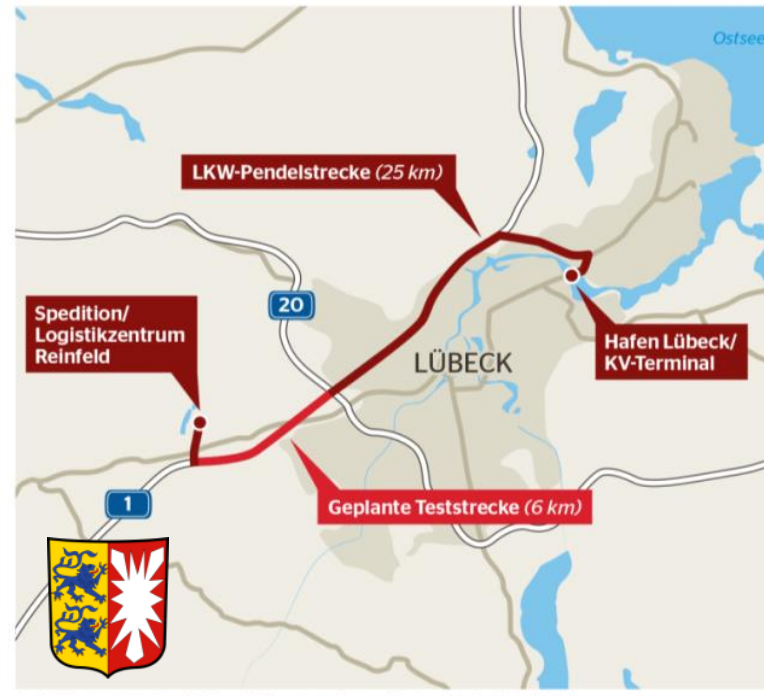 Ostsee
LKW-Pendelstrecke (25 km)
20
Spedition/
Logistikzentrum
Reinfeld
Hafen Lübeck/
KV-Terminal
LÜBECK
1
Geplante Teststrecke (6 km)